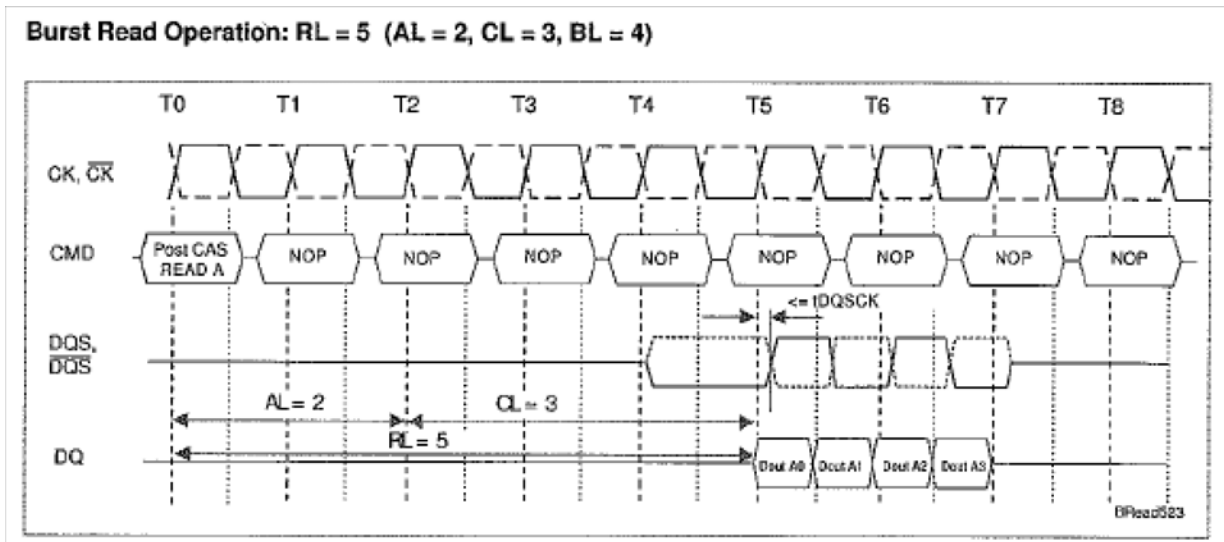 Burst Read Operation: RL = 5 (AL = 2, CL = 3, BL = 4)
T0 T1 T2 T3 T4 T5 T6 T7 T8
CK, CK
CMD
Post CAS
READ A
NOP NOP NOP NOP NOP NOP NOP NOP
<= tDQSCK
DQS,
DQS
AL = 2
CL = 3
RL = 5
DQ
Dout A0 Dout A1 Dout A2 Dout A3
BRead523